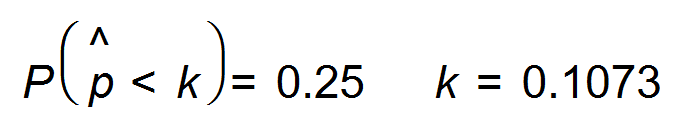 P(p̂ < k) = 0.25 k = 0.1073